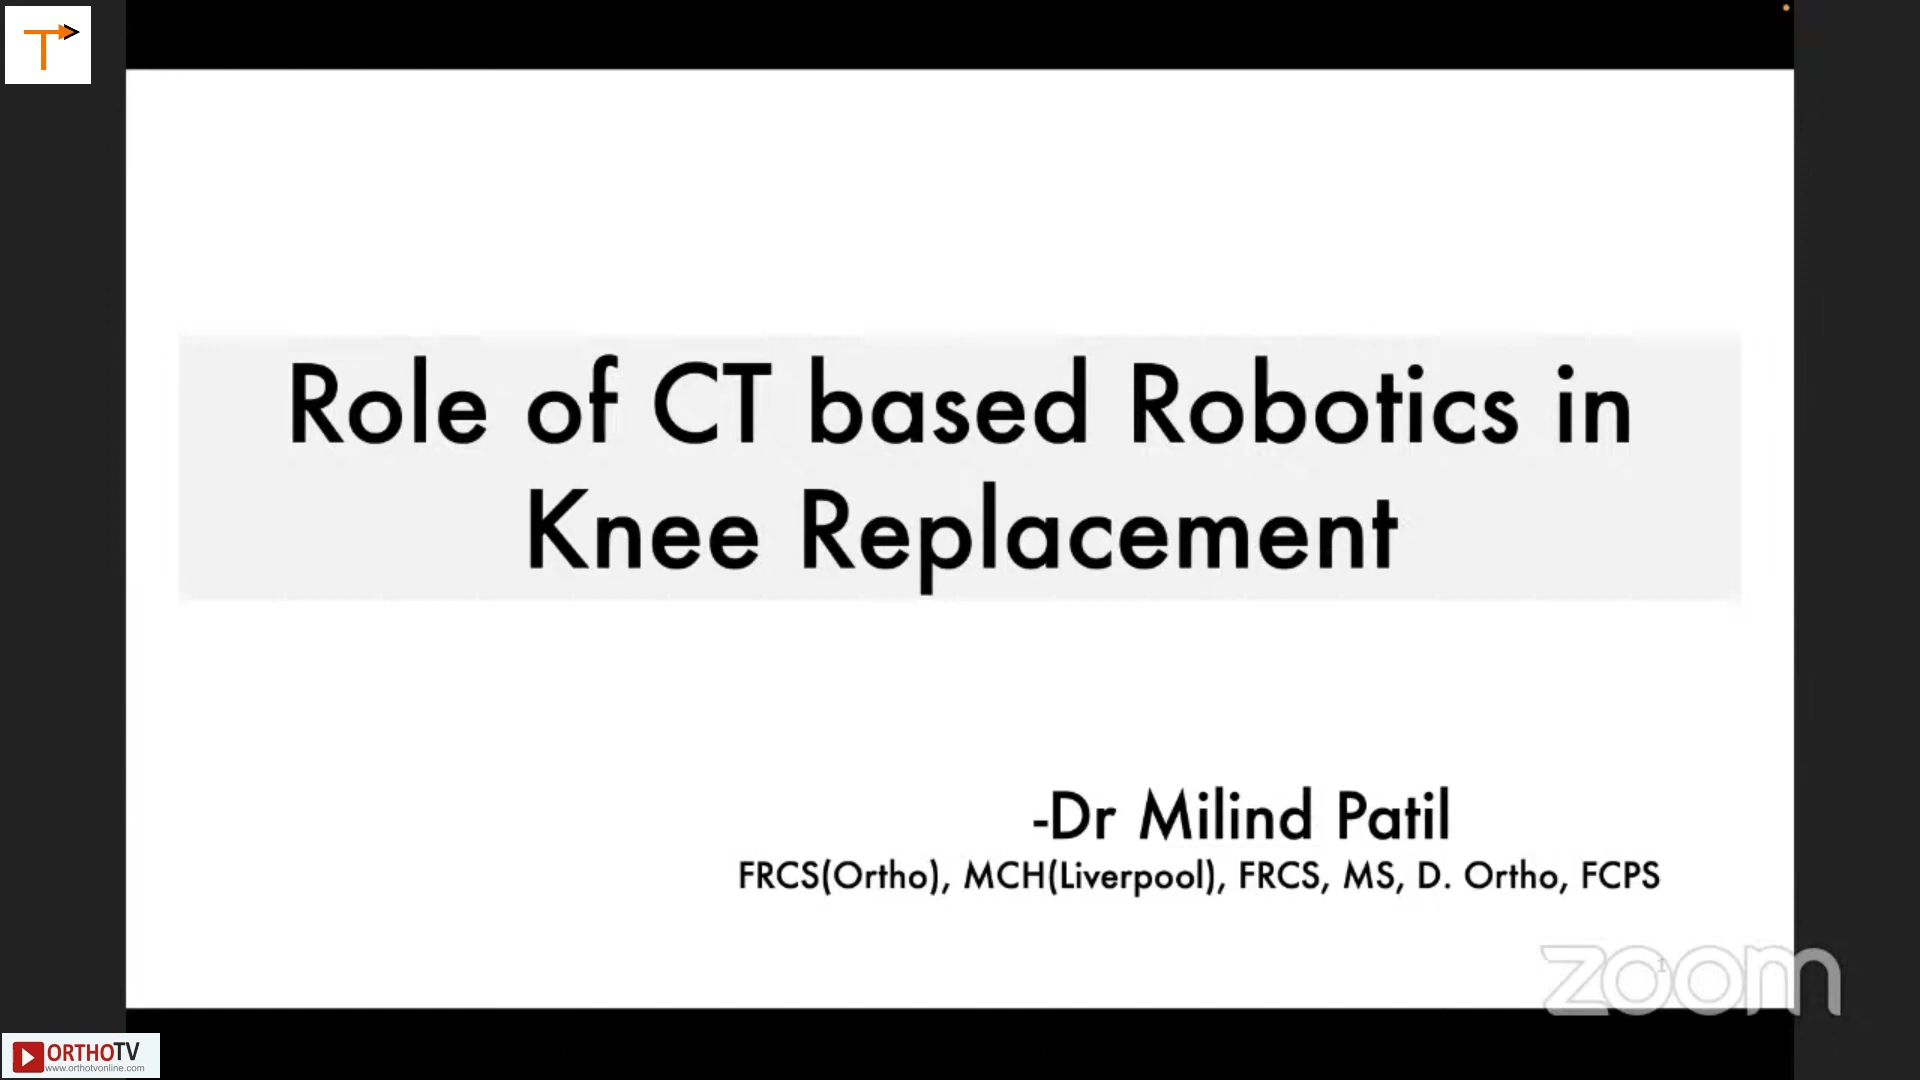 Role of CT based Robotics in
Knee Replacement
-Dr Milind Patil
FRCS(Ortho), MCH(Liverpool), FRCS, MS, D. Ortho, FCPS
1
zoom
ORTHOTV
www.orthotvonline.com